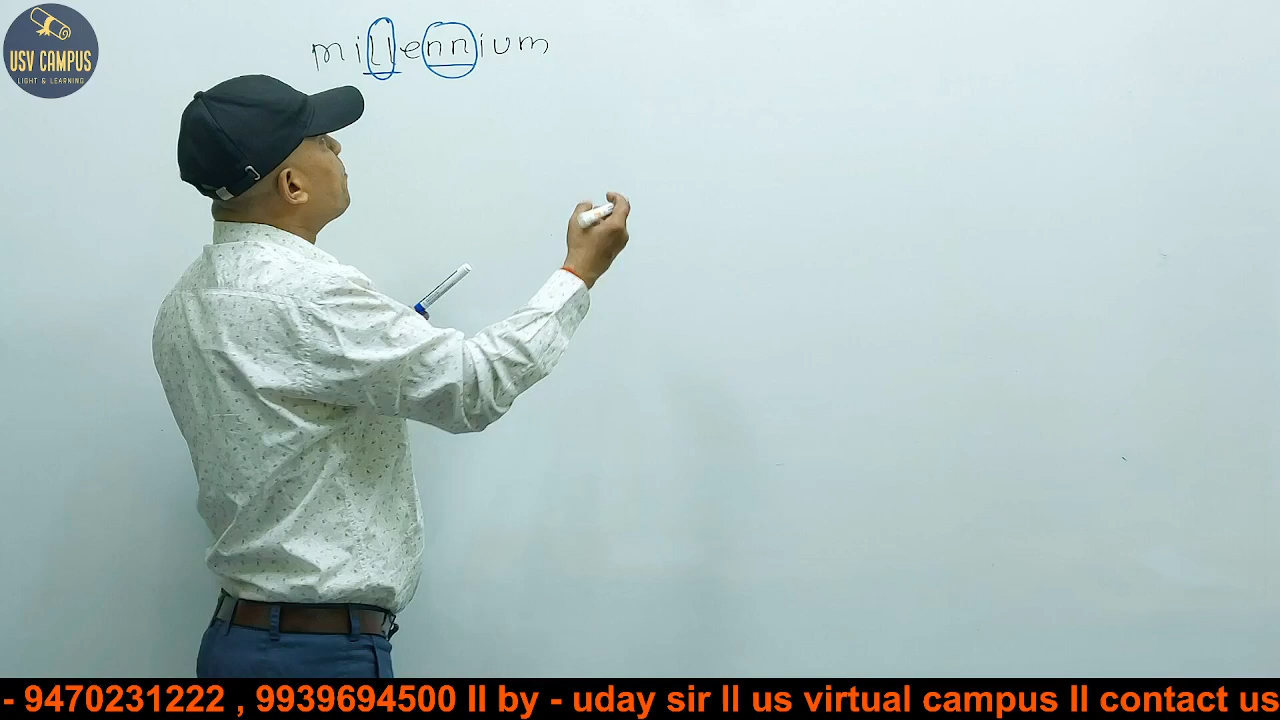 USV CAMPUS
LIGHT & LEARNING
millennium
- 9470231222 , 9939694500 ll by - uday sir ll us virtual campus ll contact us